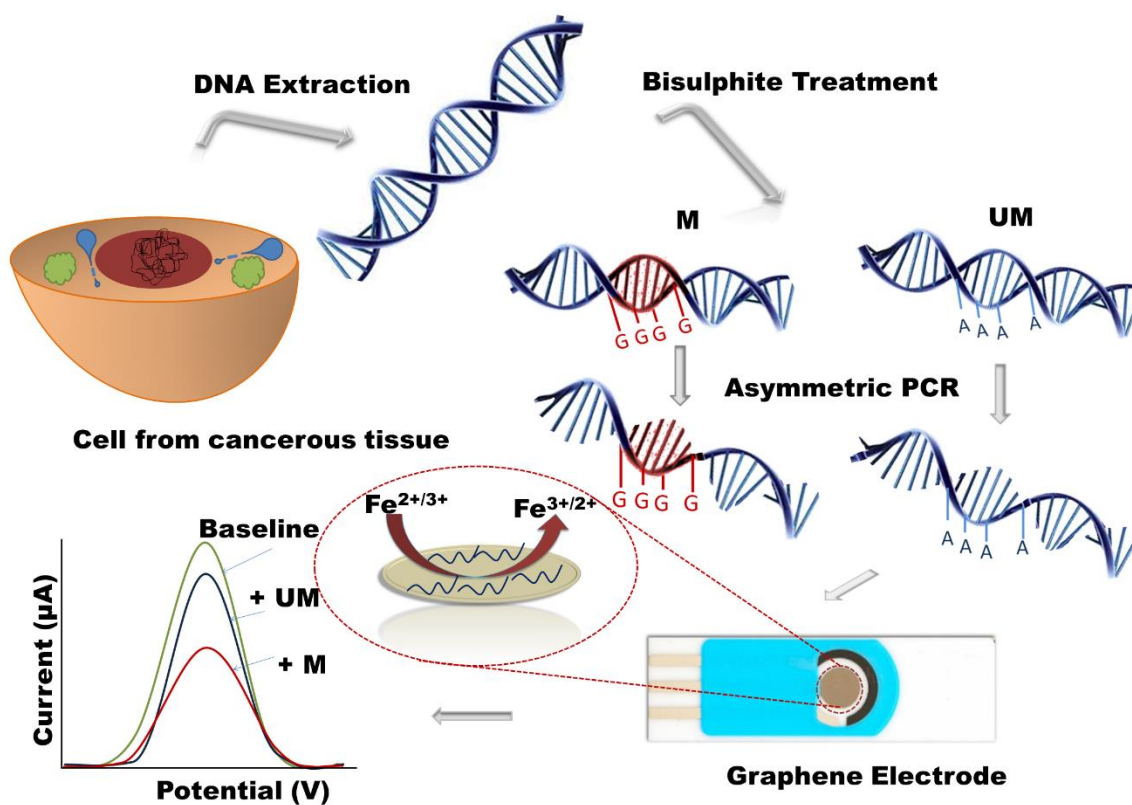 DNA Extraction
Bisulphite Treatment
M
UM
G G G G
A A A A
Asymmetric PCR
Cell from cancerous tissue
G G G G
A A A A
Fe2+/3+
Fe3+/2+
Baseline
+ UM
+ M
Current (µA)
Potential (V)
Graphene Electrode